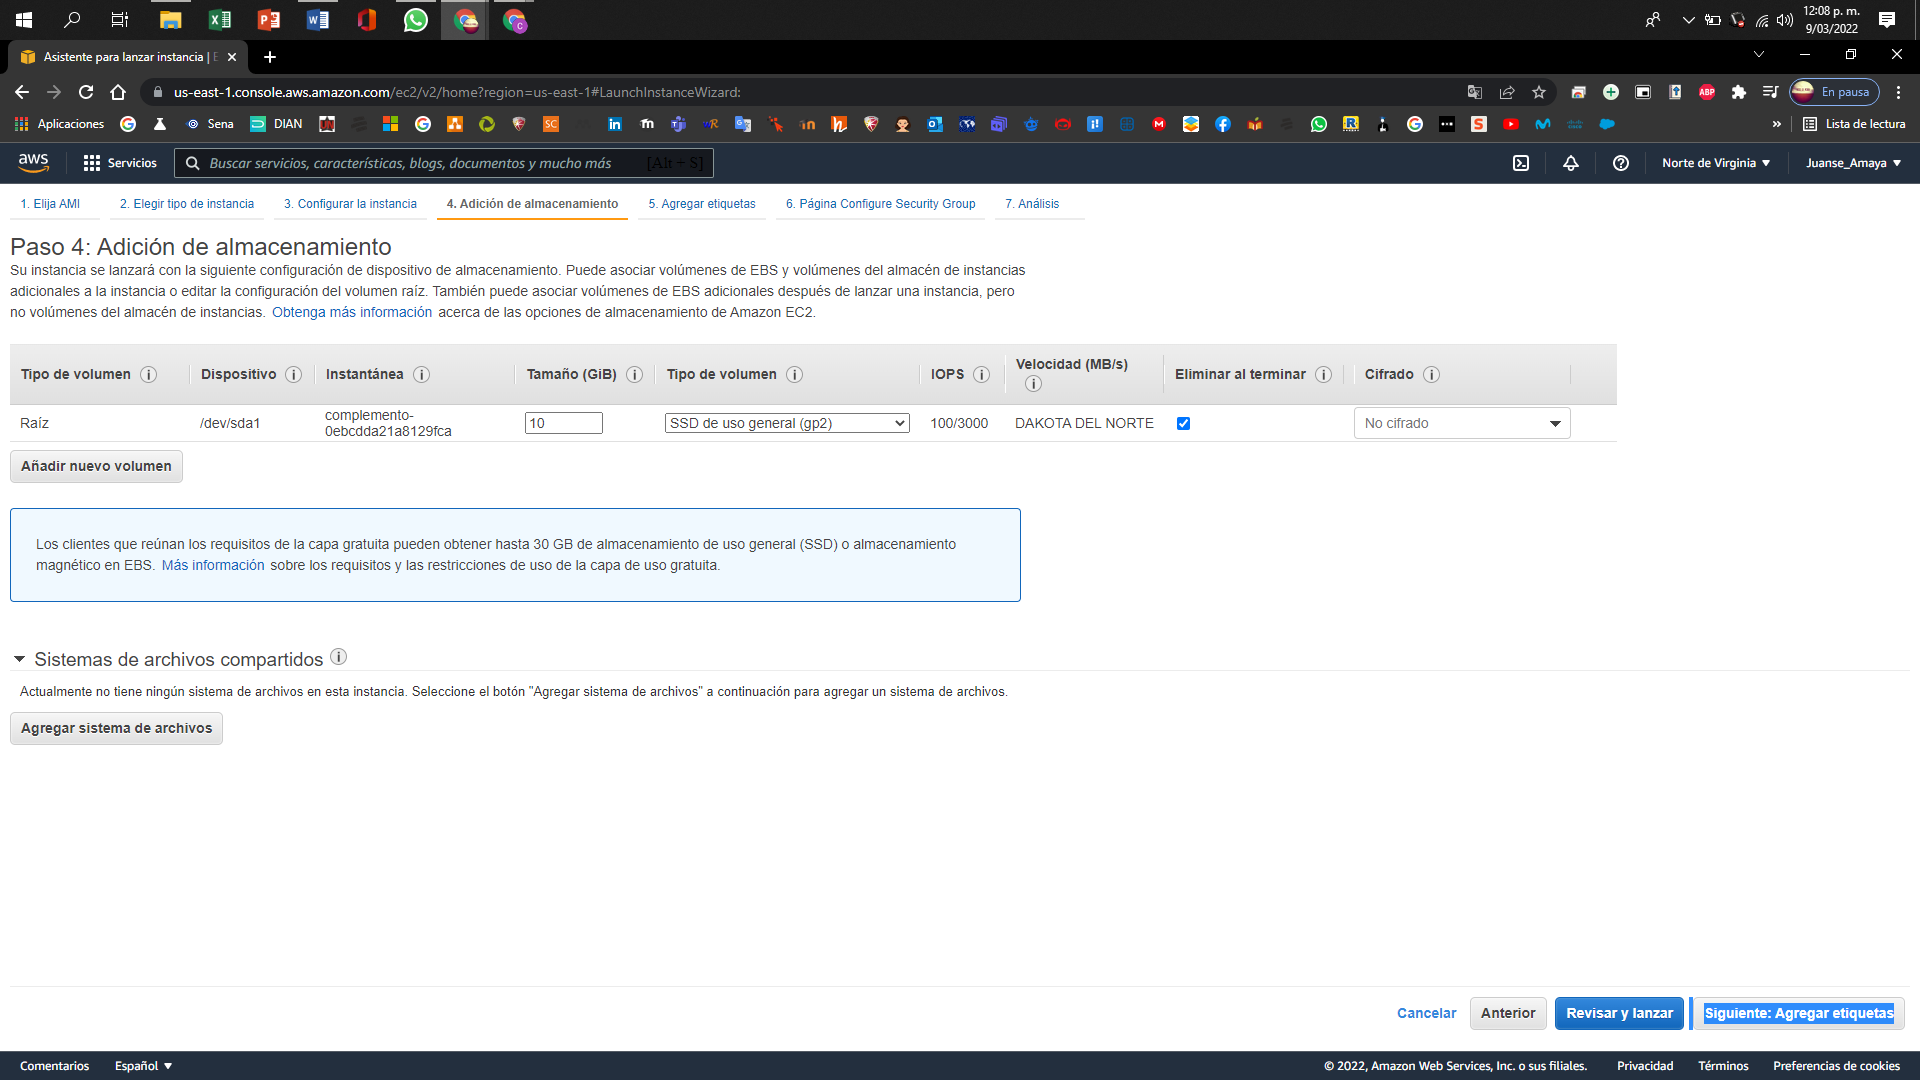 12:08 p. m.
9/03/2022
Asistente para lanzar instancia | E
us-east-1.console.aws.amazon.com/ec2/v2/home?region=us-east-1#LaunchInstanceWizard:
ABP
En pausa
Aplicaciones
Sena
DIAN
SC
Lista de lectura
aws
Servicios
Buscar servicios, características, blogs, documentos y mucho más
[Alt + S]
Norte de Virginia
Juanse_Amaya
1. Elija AMI
2. Elegir tipo de instancia
3. Configurar la instancia
4. Adición de almacenamiento
5. Agregar etiquetas
6. Página Configure Security Group
7. Análisis
Paso 4: Adición de almacenamiento
Su instancia se lanzará con la siguiente configuración de dispositivo de almacenamiento. Puede asociar volúmenes de EBS y volúmenes del almacén de instancias
adicionales a la instancia o editar la configuración del volumen raíz. También puede asociar volúmenes de EBS adicionales después de lanzar una instancia, pero
no volúmenes del almacén de instancias. Obtenga más información acerca de las opciones de almacenamiento de Amazon EC2.
Tipo de volumen
Dispositivo
Instantánea
Tamaño (GiB)
Tipo de volumen
IOPS
Velocidad (MB/s)
Eliminar al terminar
Cifrado
Raíz
/dev/sda1
complemento-
0ebcdda21a8129fca
10
SSD de uso general (gp2)
100/3000
DAKOTA DEL NORTE
No cifrado
Añadir nuevo volumen
Los clientes que reúnan los requisitos de la capa gratuita pueden obtener hasta 30 GB de almacenamiento de uso general (SSD) o almacenamiento
magnético en EBS. Más información sobre los requisitos y las restricciones de uso de la capa de uso gratuita.
Sistemas de archivos compartidos
Actualmente no tiene ningún sistema de archivos en esta instancia. Seleccione el botón "Agregar sistema de archivos" a continuación para agregar un sistema de archivos.
Agregar sistema de archivos
Cancelar
Anterior
Revisar y lanzar
Siguiente: Agregar etiquetas
Comentarios
Español
© 2022, Amazon Web Services, Inc. o sus filiales.
Privacidad
Términos
Preferencias de cookies